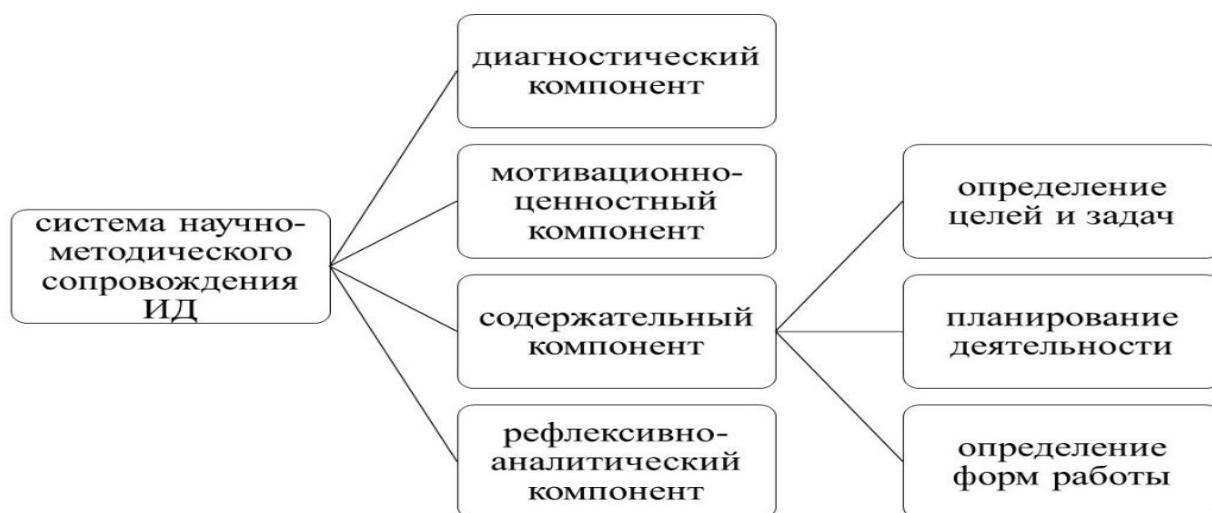 система научно-
методического
сопровождения
ИД
диагностический
компонент
мотивационно-
ценностный
компонент
содержательный
компонент
рефлексивно-
аналитический
компонент
определение
целей и задач
планирование
деятельности
определение
форм работы